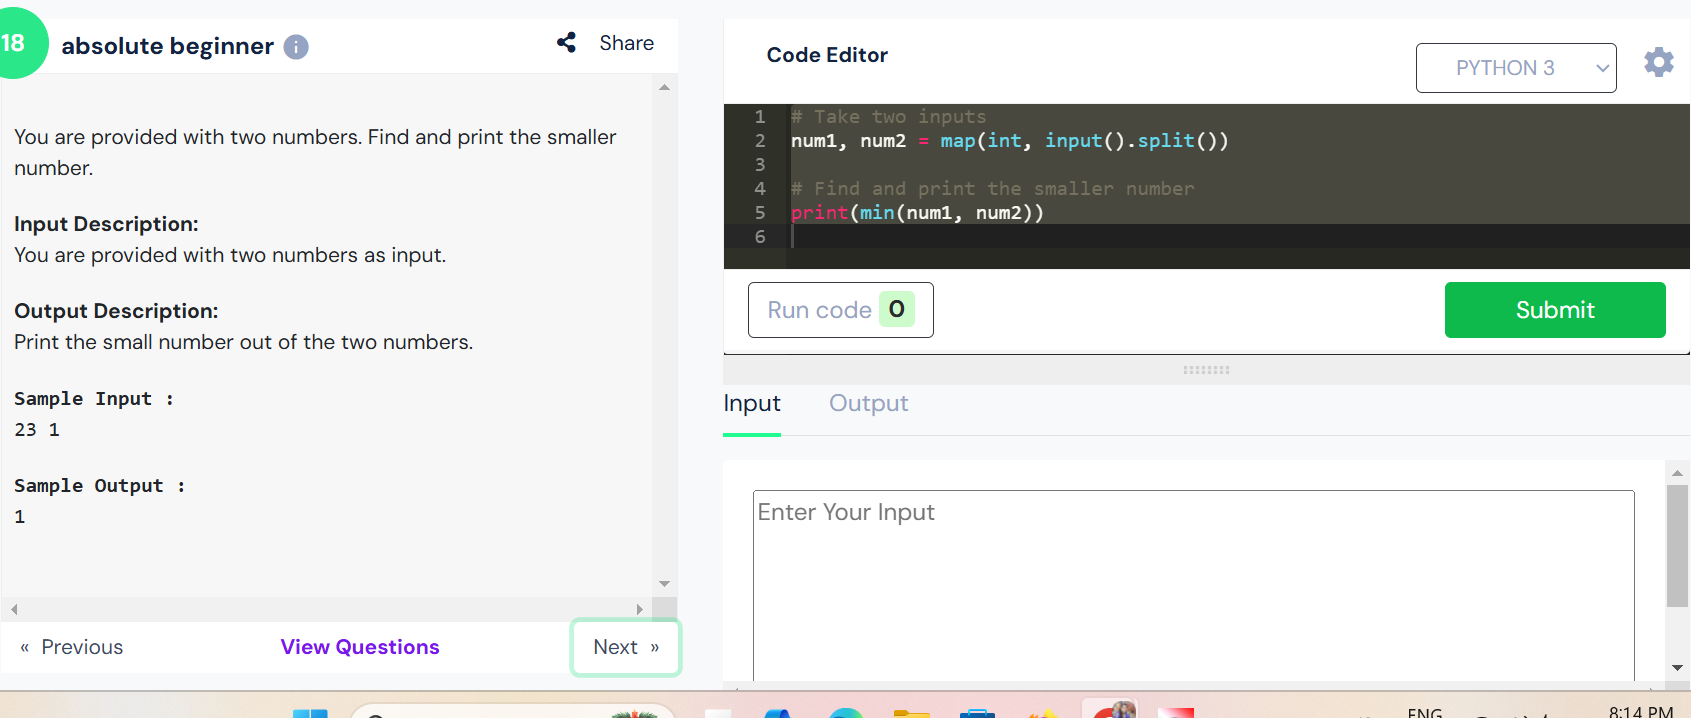 18
absolute beginner i
Share
You are provided with two numbers. Find and print the smaller
number.
Input Description:
You are provided with two numbers as input.
Output Description:
Print the small number out of the two numbers.
Sample Input :
23 1
Sample Output :
1
« Previous
View Questions
Next »
Code Editor
PYTHON 3
1 # Take two inputs
2 num1, num2 = map(int, input().split())
3
4 # Find and print the smaller number
5 print(min(num1, num2))
6
Run code 0
Submit
Input
Output
Enter Your Input
ENG
8:14 PM